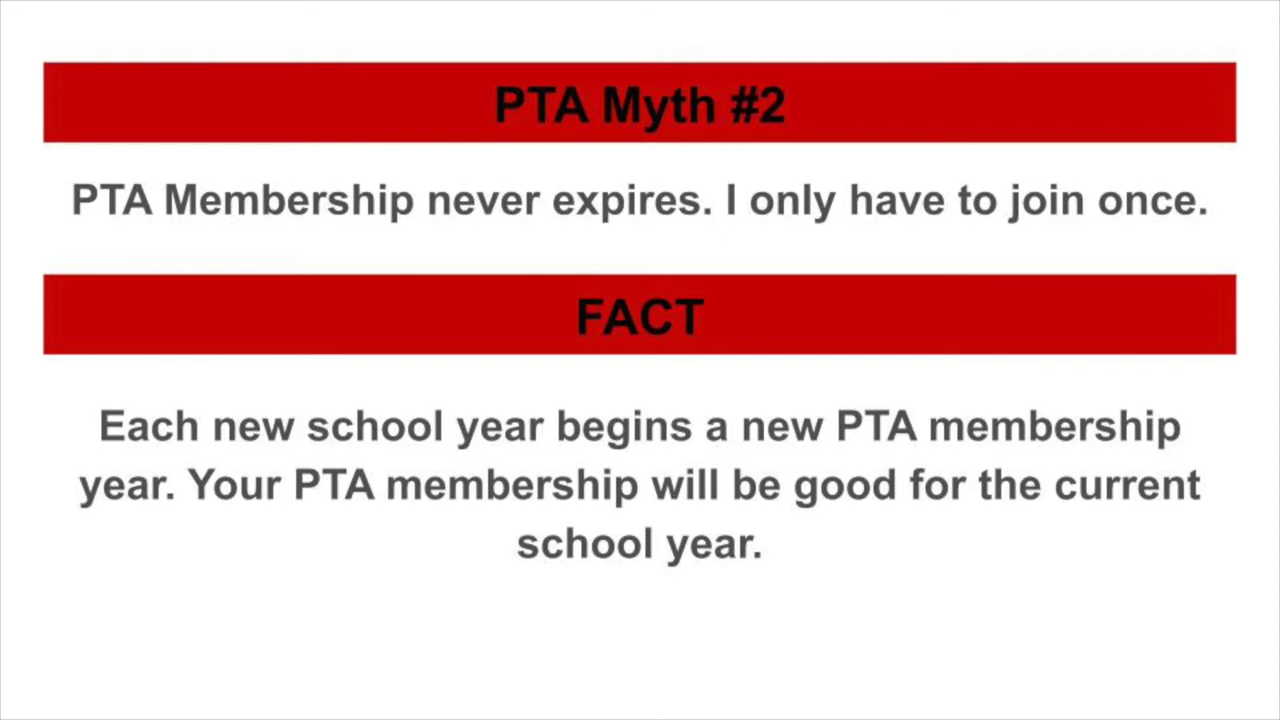 PTA Myth #2
PTA Membership never expires. I only have to join once.
FACT
Each new school year begins a new PTA membership
year. Your PTA membership will be good for the current
school year.